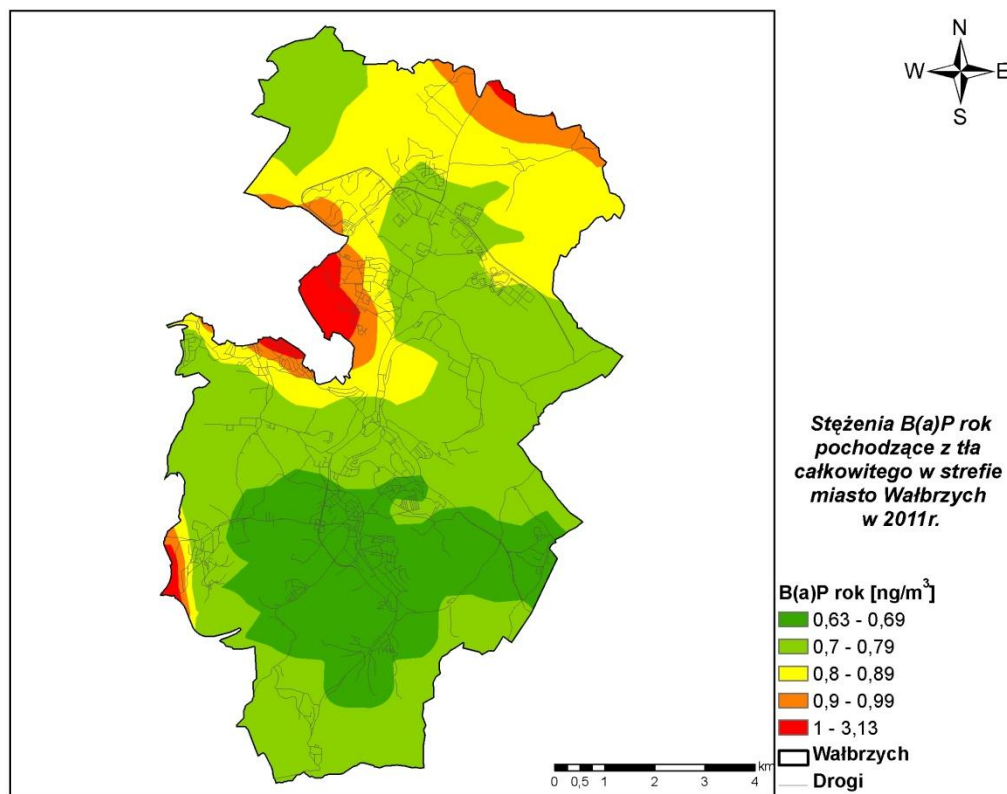 N
W E
S
Stężenia B(a)P rok
pochodzące z tła
całkowitego w strefie
miasto Wałbrzych
w 2011r.
B(a)P rok [ng/m³]
0,63 - 0,69
0,7 - 0,79
0,8 - 0,89
0,9 - 0,99
1 - 3,13
Wałbrzych
Drogi
km
0 0,5 1 2 3 4